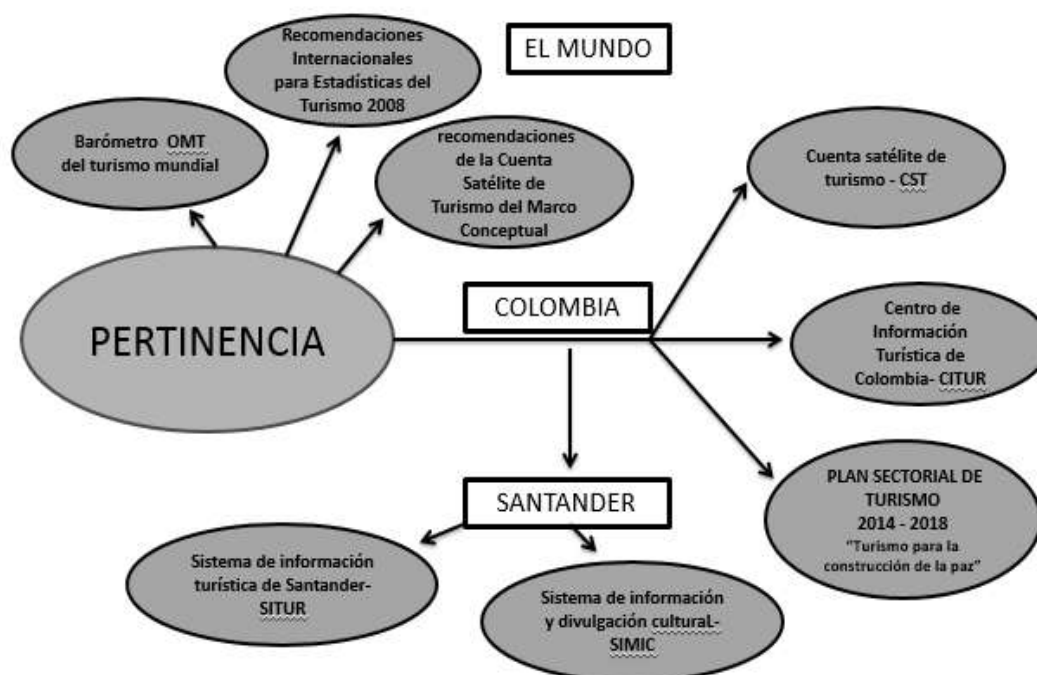 Recomendaciones
Internacionales
para Estadísticas del
Turismo 2008
EL MUNDO
Barómetro OMT
del turismo mundial
recomendaciones
de la Cuenta
Satélite de
Turismo del Marco
Conceptual
Cuenta satélite de
turismo - CST
PERTINENCIA
COLOMBIA
Centro de
Información
Turística de
Colombia- CITUR
SANTANDER
PLAN SECTORIAL DE
TURISMO
2014 - 2018
"Turismo para la
construcción de la paz"
Sistema de información
turística de Santander-
SITUR
Sistema de información
y divulgación cultural-
SIMIC